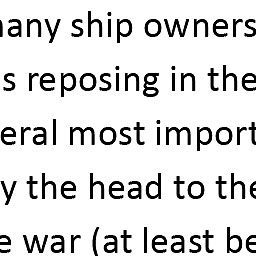 many ship owners
s reposing in the
eral most import
y the head to the
e war (at least be